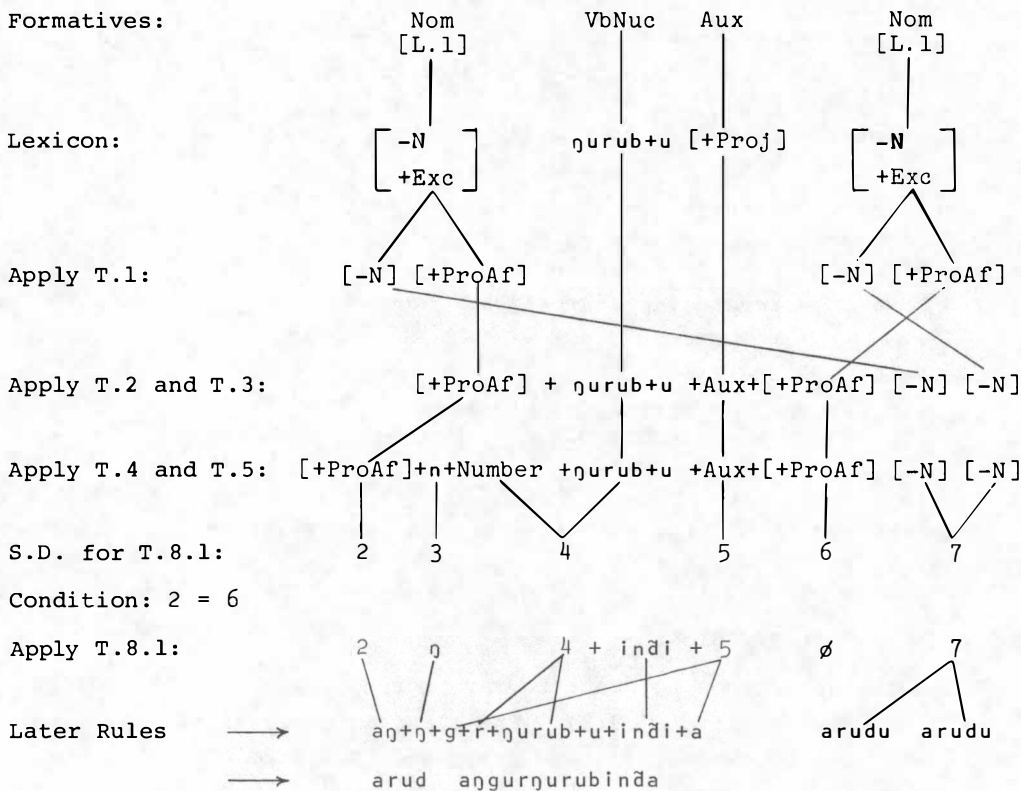 Formatives: Nom VbNuc Aux Nom
[L.1] [L.1]
Lexicon: [-N +Exc] ŋurub+u [+Proj] [-N +Exc]
Apply T.1: [-N] [+ProAf] [-N] [+ProAf]
Apply T.2 and T.3: [+ProAf] + ŋurub+u +Aux+[+ProAf] [-N] [-N]
Apply T.4 and T.5: [+ProAf]+n+Number +ŋurub+u +Aux+[+ProAf] [-N] [-N]
S.D. for T.8.1: 2 3 4 5 6 7
Condition: 2 = 6
Apply T.8.1: 2 ŋ 4 + inđi + 5 ø 7
Later Rules → aŋ+ŋ+g+r+ŋurub+u+inđi+a arudu arudu
→ arud aŋgurŋurubinđa